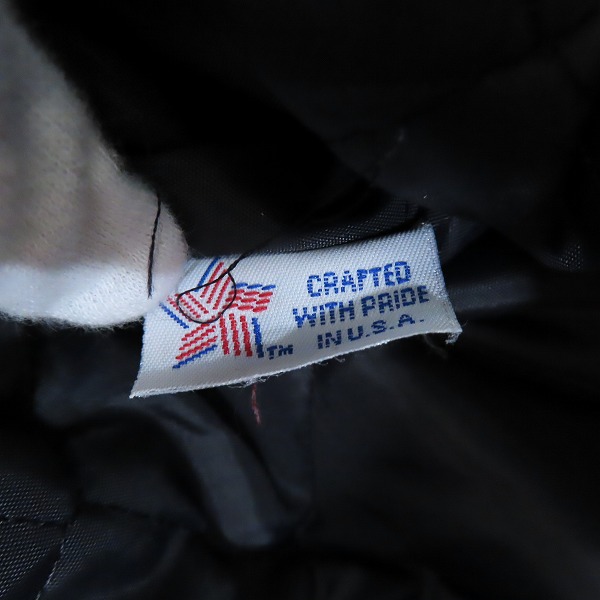 CRAFTED
WITH PRIDE
IN U.S.A.
TM